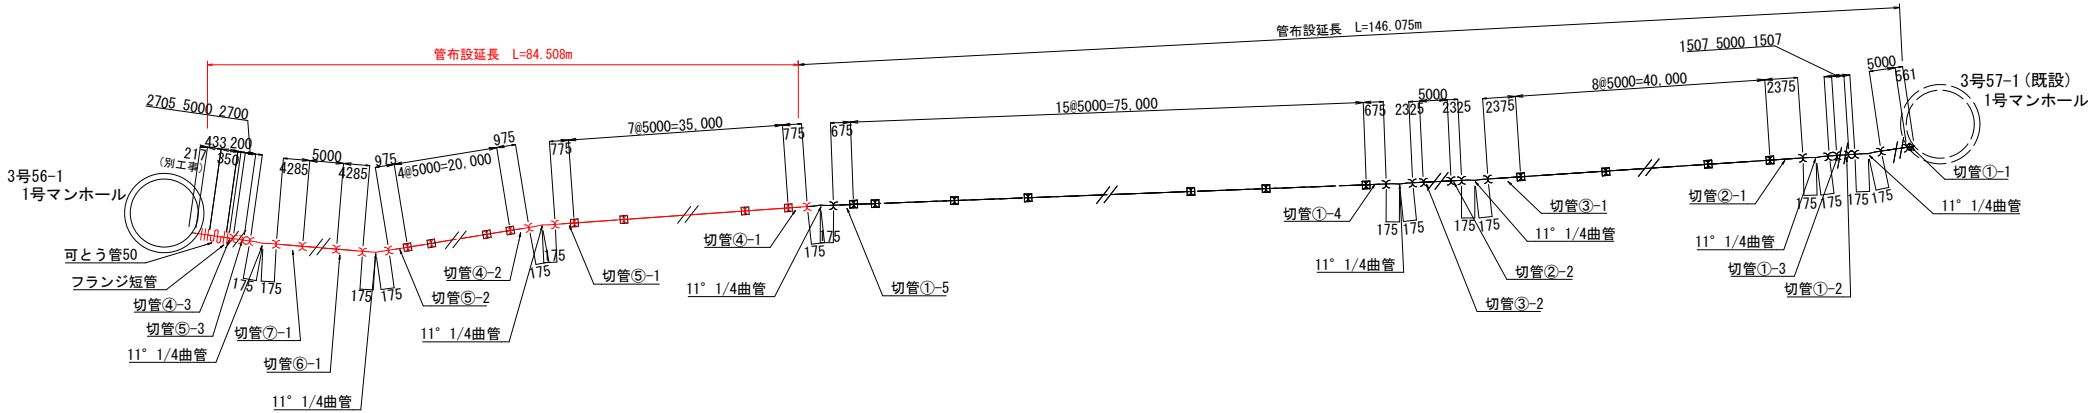 管布設延長　L=146.075m
管布設延長　L=84.508m
1507 5000 1507
5000
561
3号57-1(既設)
1号マンホール
8@5000=40,000
2375
2375
5000
2325
2325
675
15@5000=75,000
675
775
7@5000=35,000
775
975
4@5000=20,000
975
5000
4285
4285
2705 5000 2700
433
200
350
217
(別工事)
3号56-1
1号マンホール
可とう管50
フランジ短管
切管④-3
切管⑤-3
11° 1/4曲管
175
175
切管⑦-1
切管⑥-1
11° 1/4曲管
175
175
切管⑤-2
切管④-2
11° 1/4曲管
175
175
切管⑤-1
切管④-1
11° 1/4曲管
175
175
切管①-5
切管①-4
11° 1/4曲管
175
175
切管③-2
切管②-2
175
175
11° 1/4曲管
切管③-1
切管②-1
11° 1/4曲管
175
175
切管①-3
切管①-2
175
175
11° 1/4曲管
切管①-1